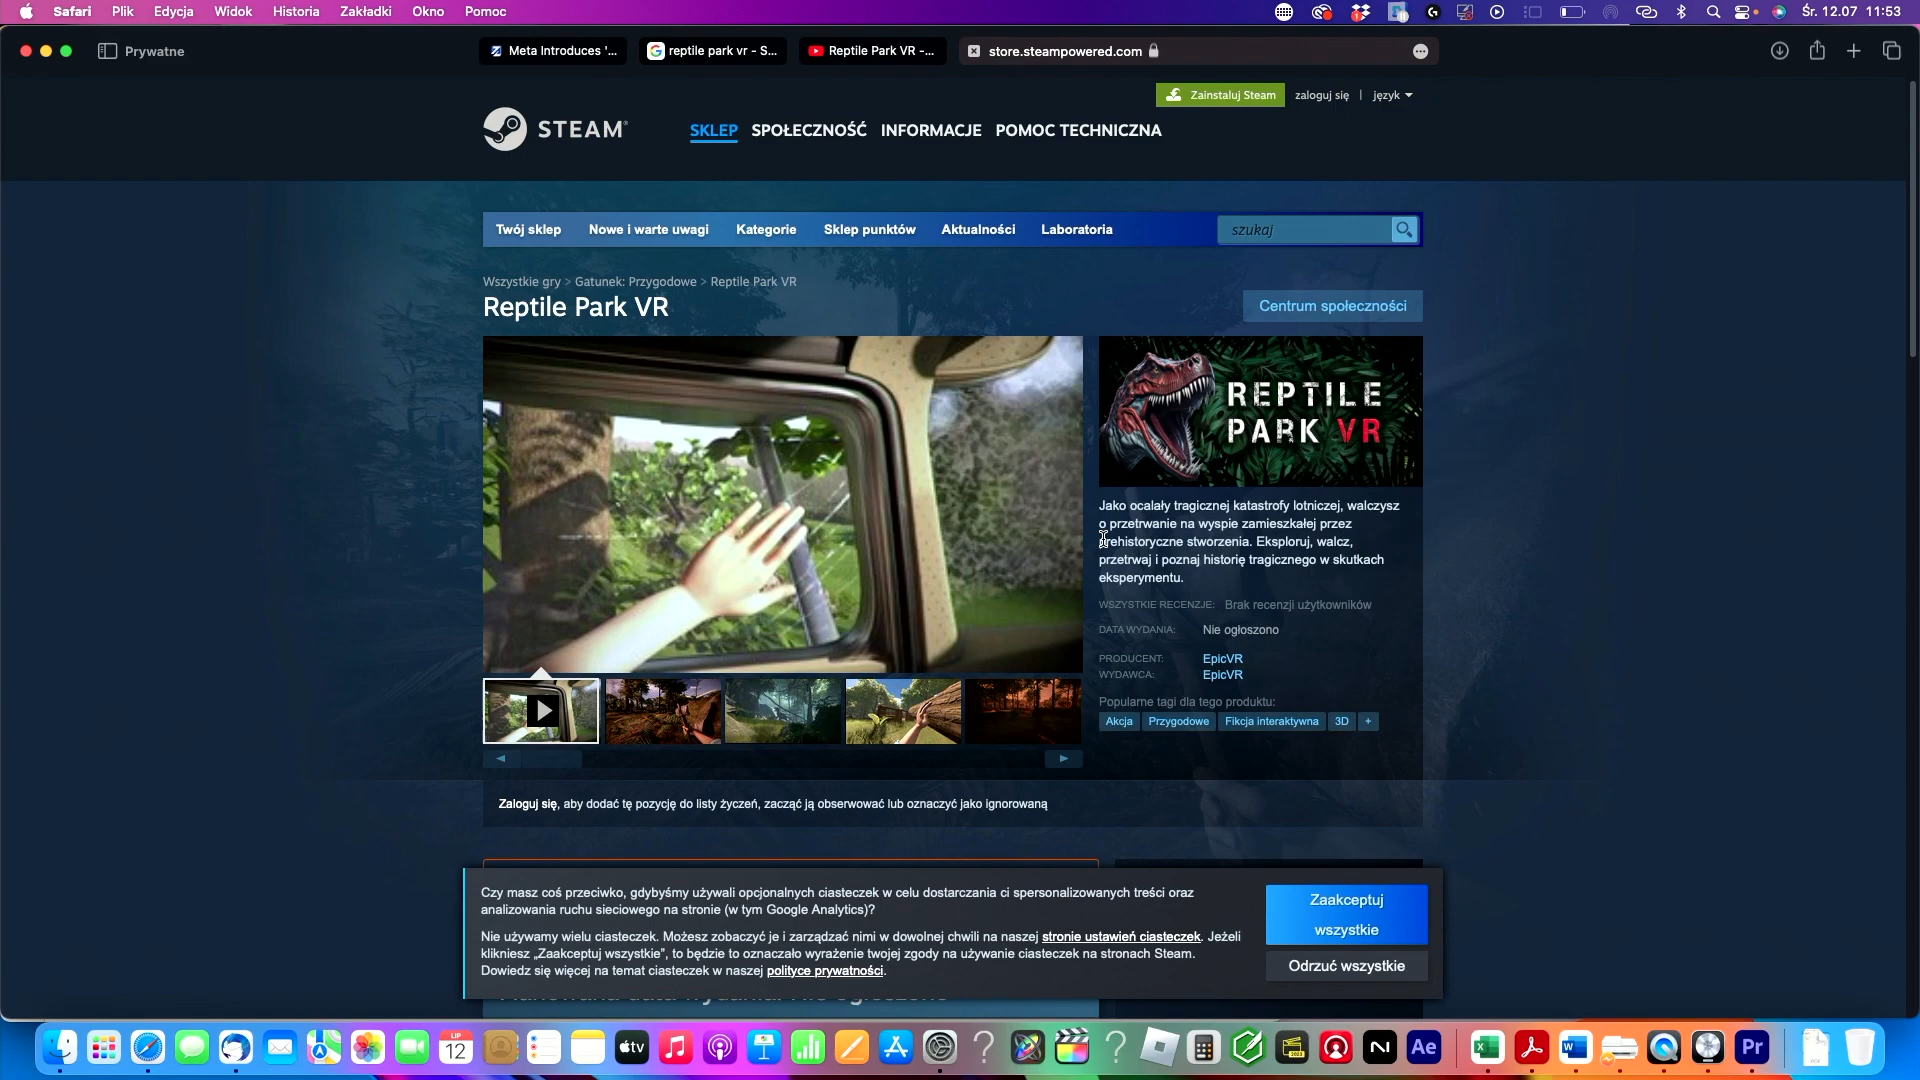 Safari Plik Edycja Widok Historia Zakładki Okno Pomoc
Śr. 12.07 11:53
Prywatne
Meta Introduces '...
reptile park vr - S...
Reptile Park VR -...
store.steampowered.com
Zainstaluj Steam
zaloguj się | język
STEAM
SKLEP SPOŁECZNOŚĆ INFORMACJE POMOC TECHNICZNA
Twój sklep Nowe i warte uwagi Kategorie Sklep punktów Aktualności Laboratoria
szukaj
Wszystkie gry > Gatunek: Przygodowe > Reptile Park VR
Reptile Park VR
Centrum społeczności
REPTILE
PARK VR
Jako ocalały tragicznej katastrofy lotniczej, walczysz
o przetrwanie na wyspie zamieszkałej przez
prehistoryczne stworzenia. Eksploruj, walcz,
przetrwaj i poznaj historię tragicznego w skutkach
eksperymentu.
WSZYSTKIE RECENZJE: Brak recenzji użytkowników
DATA WYDANIA: Nie ogłoszono
PRODUCENT: EpicVR
WYDAWCA: EpicVR
Popularne tagi dla tego produktu:
Akcja Przygodowe Fikcja interaktywna 3D +
Zaloguj się, aby dodać tę pozycję do listy życzeń, zacząć ją obserwować lub oznaczyć jako ignorowaną
Czy masz coś przeciwko, gdybyśmy używali opcjonalnych ciasteczek w celu dostarczania ci spersonalizowanych treści oraz
analizowania ruchu sieciowego na stronie (w tym Google Analytics)?
Nie używamy wielu ciasteczek. Możesz zobaczyć je i zarządzać nimi w dowolnej chwili na naszej stronie ustawień ciasteczek. Jeżeli
klikniesz „Zaakceptuj wszystkie”, to będzie to oznaczało wyrażenie twojej zgody na używanie ciasteczek na stronach Steam.
Dowiedz się więcej na temat ciasteczek w naszej polityce prywatności.
Zaakceptuj
wszystkie
Odrzuć wszystkie
LIP
12
tv
Ae
Pr